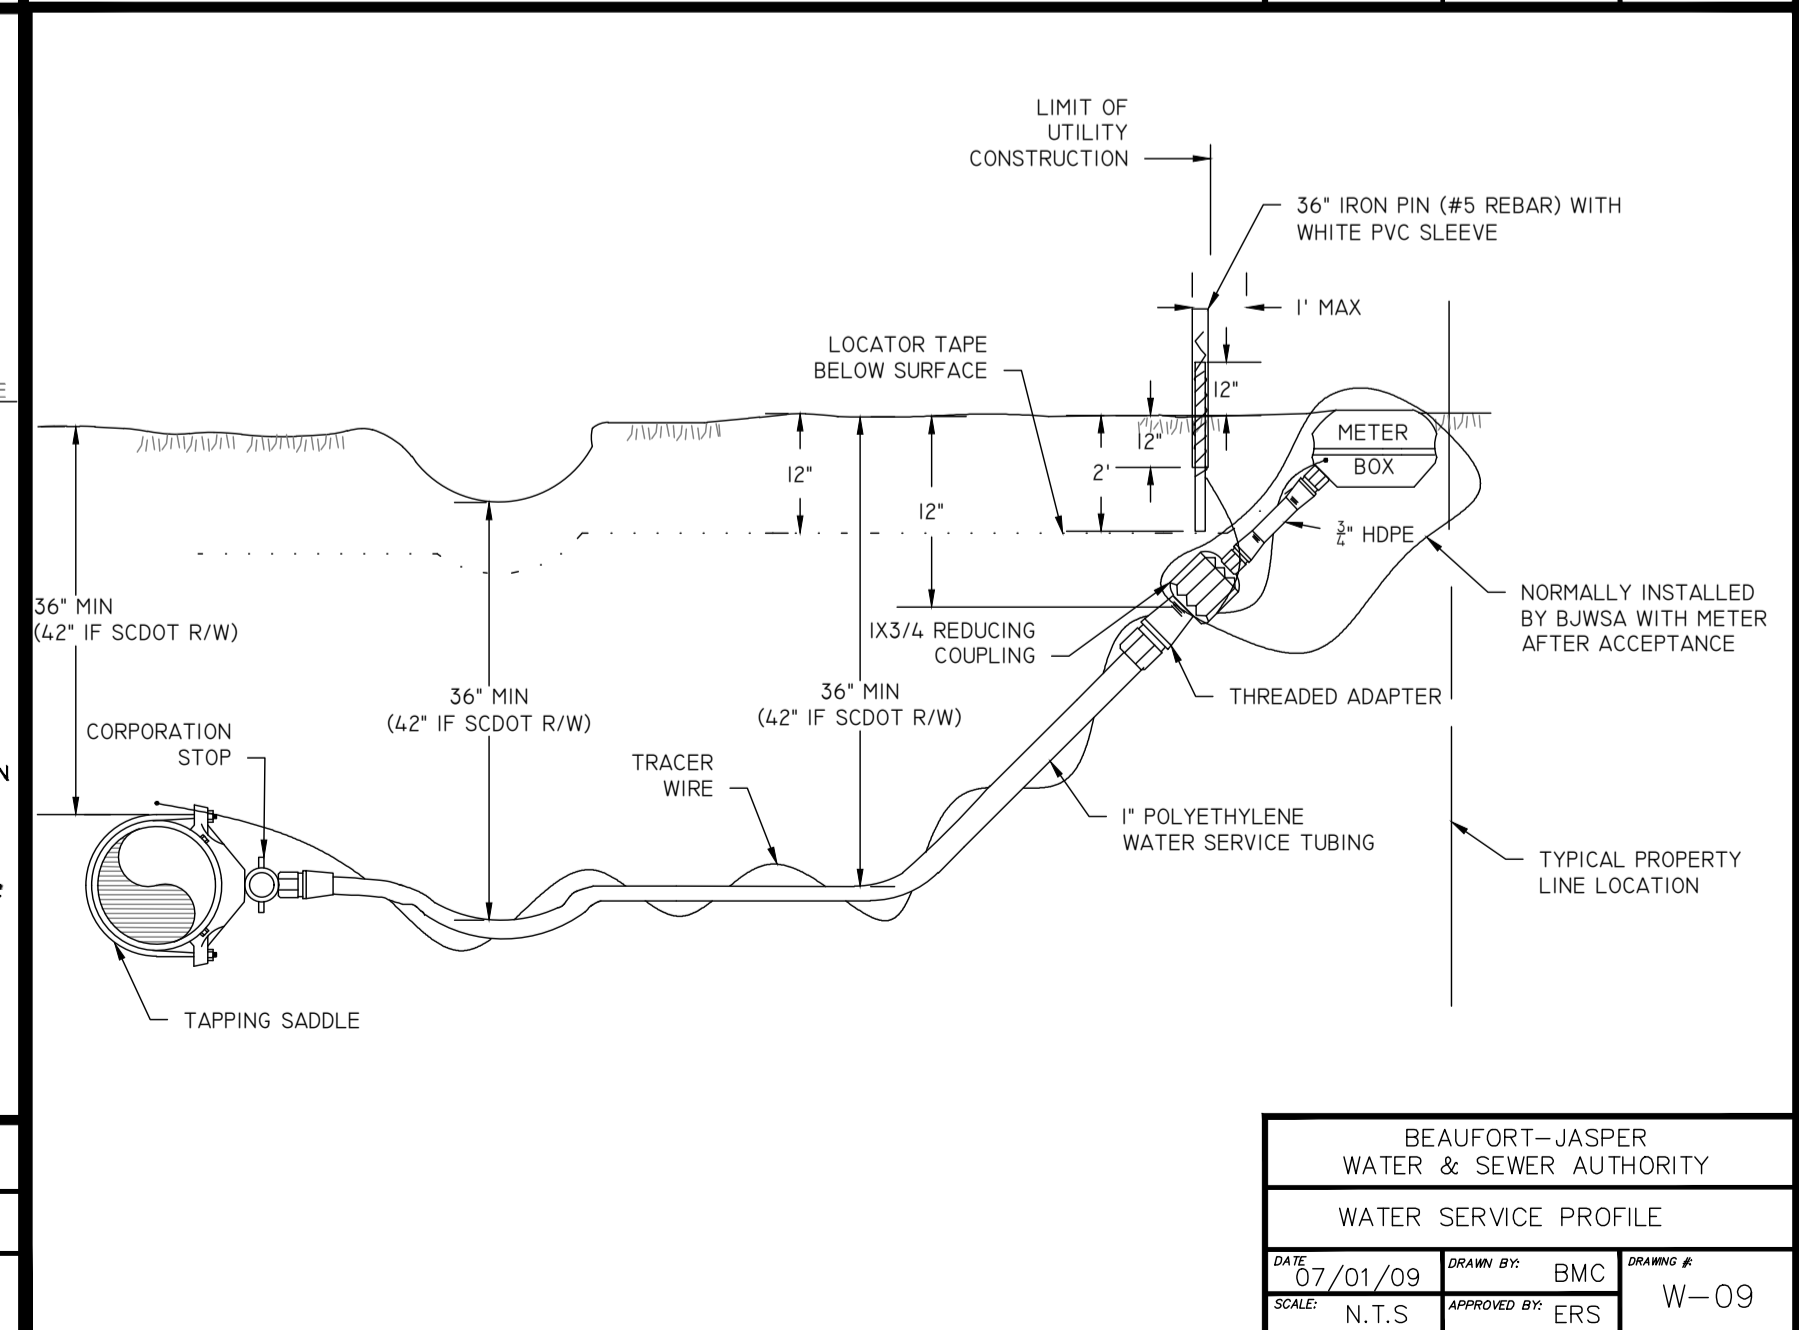 LIMIT OF
UTILITY
CONSTRUCTION
36" IRON PIN (#5 REBAR) WITH
WHITE PVC SLEEVE
1' MAX
LOCATOR TAPE
BELOW SURFACE
12"
12"
12"
2'
12"
METER
BOX
3/4" HDPE
36" MIN
(42" IF SCDOT R/W)
NORMALLY INSTALLED
BY BJWSA WITH METER
AFTER ACCEPTANCE
1X3/4 REDUCING
COUPLING
36" MIN
(42" IF SCDOT R/W)
36" MIN
(42" IF SCDOT R/W)
THREADED ADAPTER
CORPORATION
STOP
TRACER
WIRE
1" POLYETHYLENE
WATER SERVICE TUBING
TYPICAL PROPERTY
LINE LOCATION
TAPPING SADDLE
BEAUFORT-JASPER
WATER & SEWER AUTHORITY
WATER SERVICE PROFILE
DATE 07/01/09
DRAWN BY: BMC
DRAWING #: W-09
SCALE: N.T.S
APPROVED BY: ERS